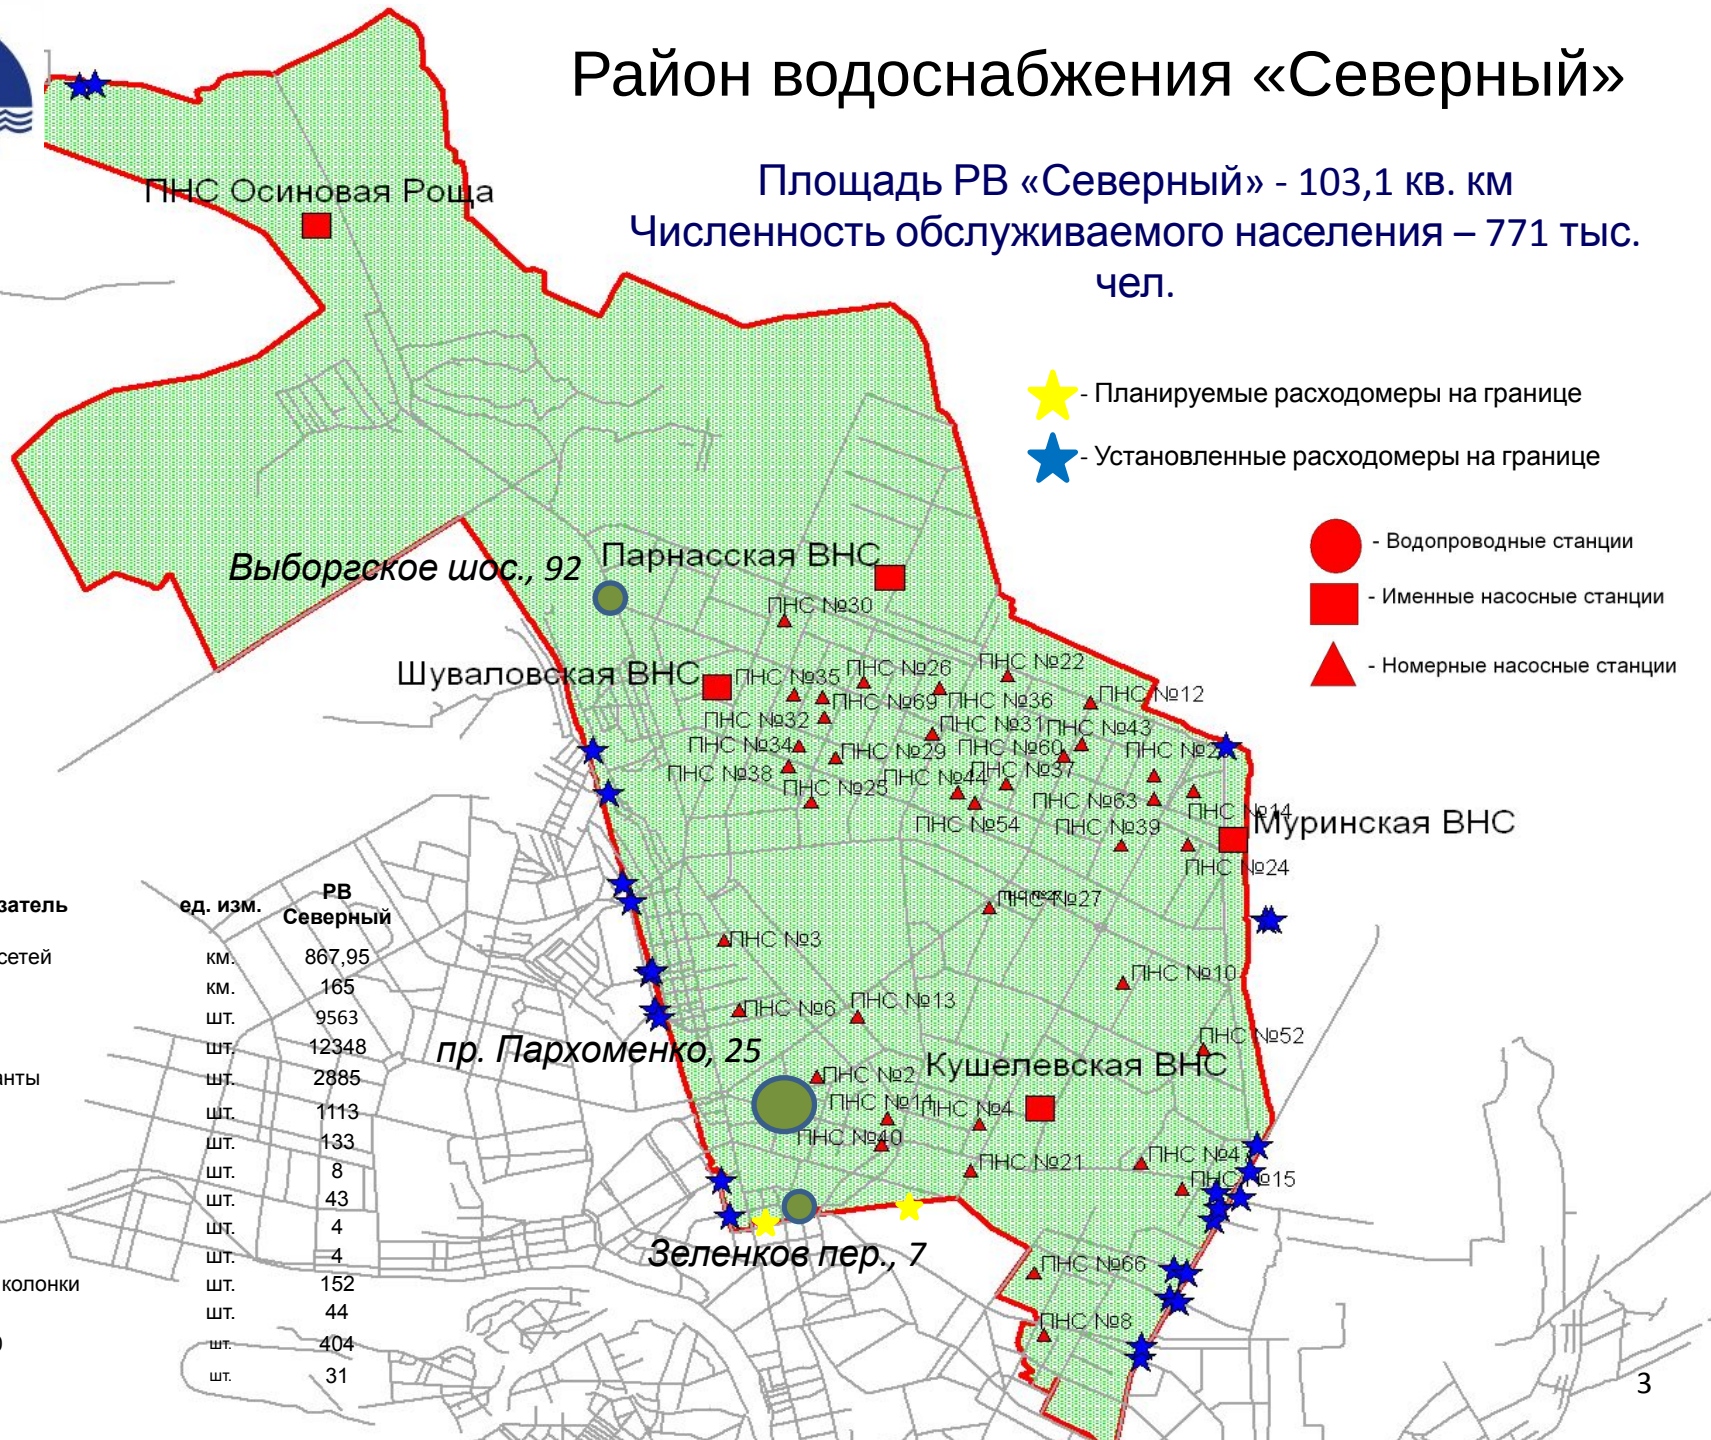 Район водоснабжения «Северный»
Площадь РВ «Северный» - 103,1 кв. км
Численность обслуживаемого населения – 771 тыс.
чел.
- Планируемые расходомеры на границе
- Установленные расходомеры на границе
- Водопроводные станции
- Именные насосные станции
- Номерные насосные станции
ПНС Осиновая Роща
Выборгское шос., 92
Парнасская ВНС
ПНС №30
Шуваловская ВНС
ПНС №35
ПНС №26
ПНС №22
ПНС №69
ПНС №36
ПНС №12
ПНС №32
ПНС №31
ПНС №43
ПНС №34
ПНС №29
ПНС №60
ПНС №38
ПНС №25
ПНС №44
ПНС №37
ПНС №63
ПНС №14
ПНС №54
ПНС №39
Муринская ВНС
ПНС №24
ПНС №27
ПНС №3
ПНС №10
ПНС №6
ПНС №13
ПНС №52
пр. Пархоменко, 25
Кушелевская ВНС
ПНС №2
ПНС №4
ПНС №40
ПНС №21
ПНС №47
ПНС №15
Зеленков пер., 7
ПНС №66
ПНС №8
затель ед. изм. РВ
Северный
сетей км. 867,95
км. 165
шт. 9563
шт. 12348
анты шт. 2885
шт. 1113
шт. 133
шт. 8
шт. 43
шт. 4
шт. 4
колонки шт. 152
шт. 44
) шт. 404
шт. 31
3